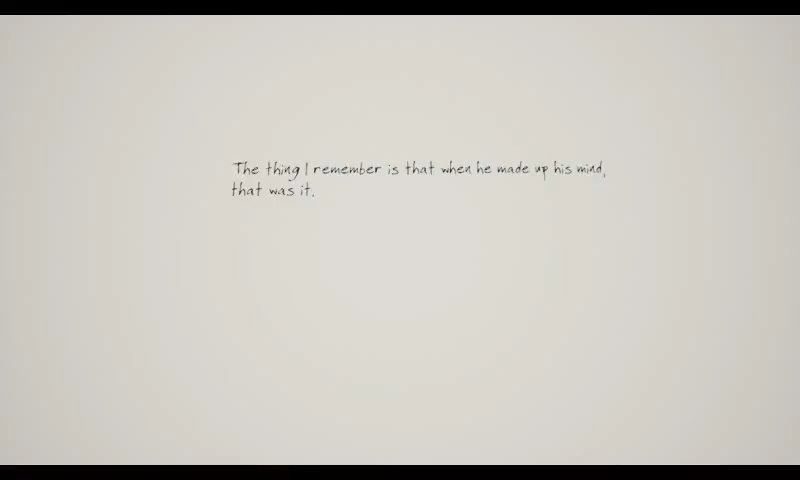 The thing I remember is that when he made up his mind,
that was it.